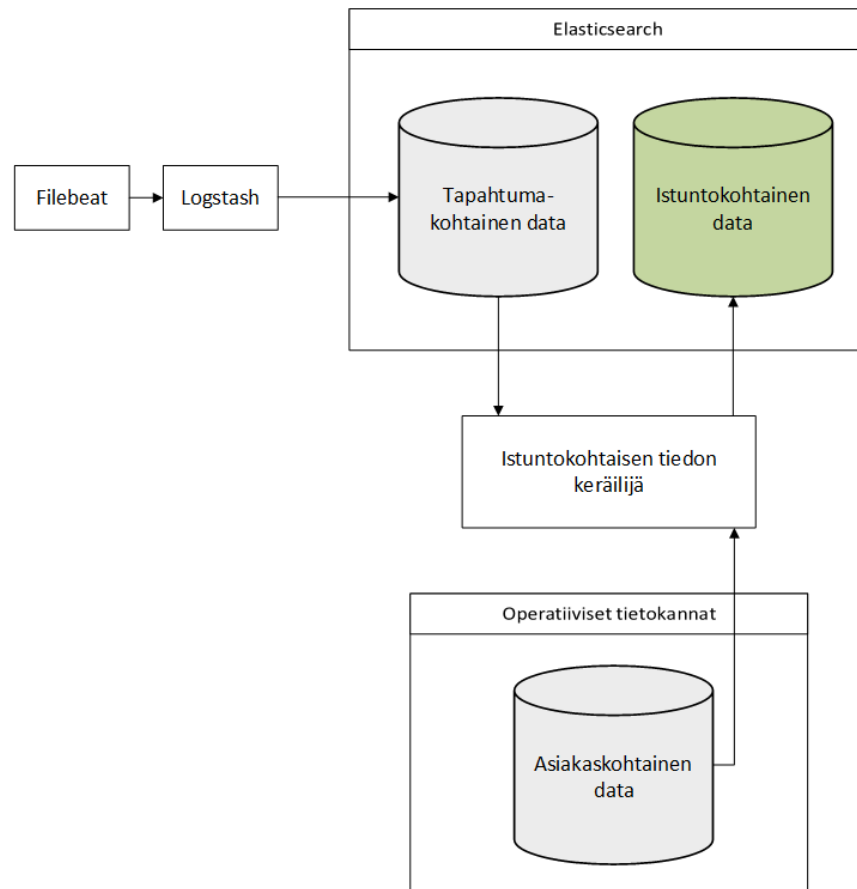 Elasticsearch
Filebeat
Logstash
Tapahtuma-
kohtainen data
Istuntokohtainen
data
Istuntokohtaisen tiedon
keräilijä
Operatiiviset tietokannat
Asiakaskohtainen
data